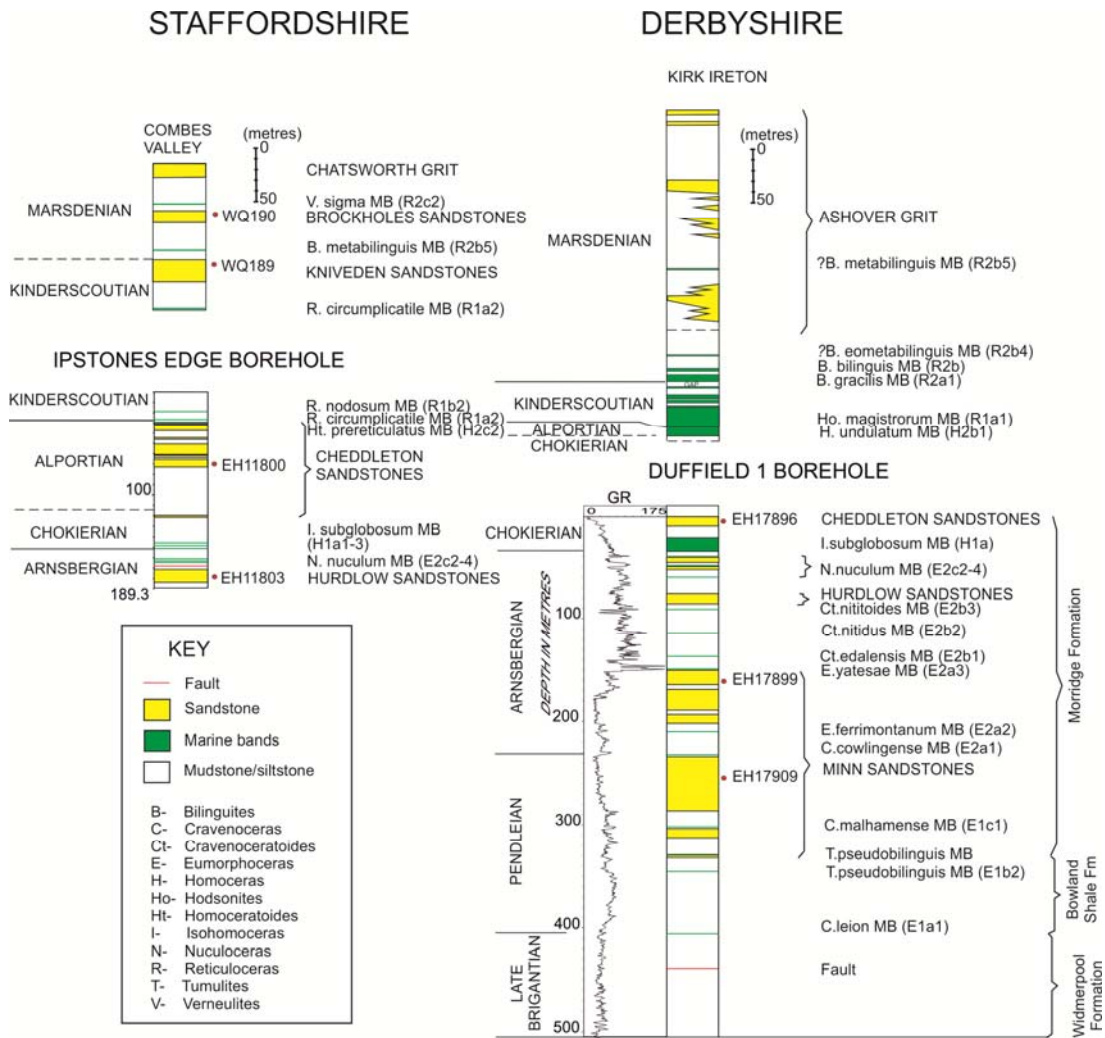 STAFFORDSHIRE
COMBES
VALLEY
(metres)
0
50
CHATSWORTH GRIT
V. sigma MB (R2c2)
MARSDENIAN
WQ190
BROCKHOLES SANDSTONES
B. metabilinguis MB (R2b5)
WQ189
KNIVEDEN SANDSTONES
KINDERSCOUTIAN
R. circumplicatile MB (R1a2)
IPSTONES EDGE BOREHOLE
KINDERSCOUTIAN
R. nodosum MB (R1b2)
R. circumplicatile MB (R1a2)
Ht. prereticulatus MB (H2c2)
ALPORTIAN
EH11800
CHEDDLETON
SANDSTONES
100
CHOKIERIAN
I. subglobosum MB
(H1a1-3)
ARNSBERGIAN
N. nuculum MB (E2c2-4)
EH11803
HURDLOW SANDSTONES
189.3
KEY
Fault
Sandstone
Marine bands
Mudstone/siltstone
B- Bilinguites
C- Cravenoceras
Ct- Cravenoceratoides
E- Eumorphoceras
H- Homoceras
Ho- Hodsonites
Ht- Homoceratoides
I- Isohomoceras
N- Nuculoceras
R- Reticuloceras
T- Tumulites
V- Verneulites
DERBYSHIRE
KIRK IRETON
(metres)
0
50
ASHOVER GRIT
MARSDENIAN
?B. metabilinguis MB (R2b5)
?B. eometabilinguis MB (R2b4)
B. bilinguis MB (R2b)
B. gracilis MB (R2a1)
GAP
KINDERSCOUTIAN
Ho. magistrorum MB (R1a1)
ALPORTIAN
H. undulatum MB (H2b1)
CHOKIERIAN
DUFFIELD 1 BOREHOLE
GR
0 175
CHOKIERIAN
EH17896
CHEDDLETON SANDSTONES
I.subglobosum MB (H1a)
N.nuculum MB (E2c2-4)
HURDLOW SANDSTONES
Ct.nititoides MB (E2b3)
100
Ct.nitidus MB (E2b2)
Ct.edalensis MB (E2b1)
E.yatesae MB (E2a3)
ARNSBERGIAN
DEPTH IN METRES
EH17899
200
E.ferrimontanum MB (E2a2)
C.cowlingense MB (E2a1)
MINN SANDSTONES
EH17909
300
PENDLEIAN
C.malhamense MB (E1c1)
T.pseudobilinguis MB
T.pseudobilinguis MB (E1b2)
400
C.leion MB (E1a1)
LATE
BRIGANTIAN
Fault
500
Morridge Formation
Bowland
Shale Fm
Widmerpool
Formation